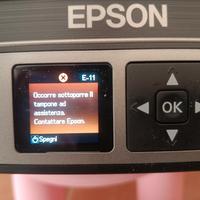 EPSON
E-11
Occorre sottoporre il
tampone ad
assistenza.
Contattare Epson.
Spegni
OK